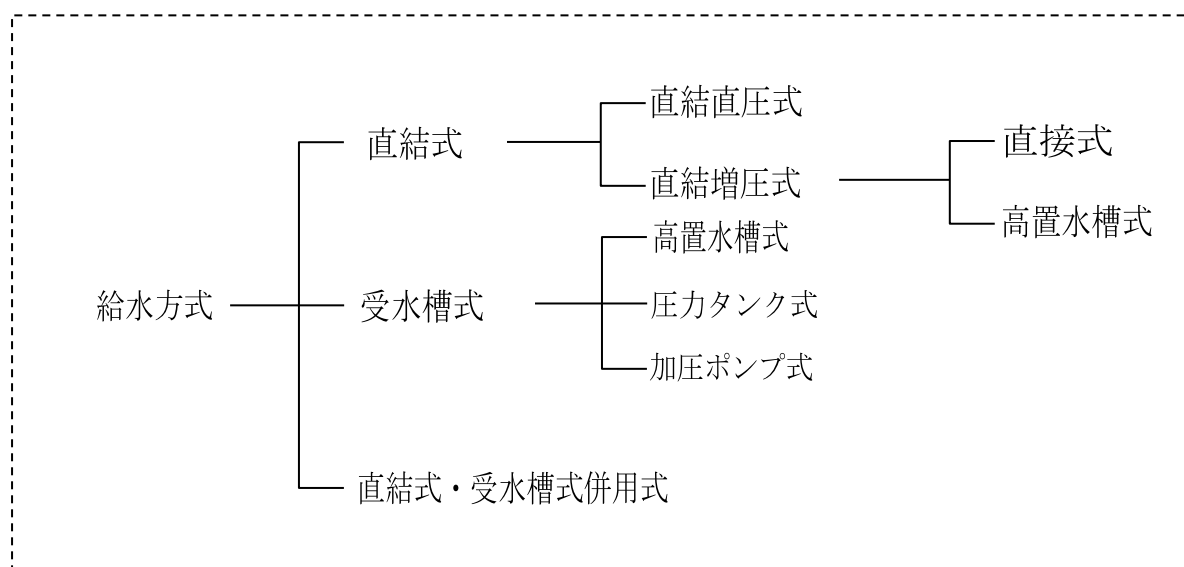 給水方式
直結式
直結直圧式
直結増圧式
直接式
高置水槽式
受水槽式
高置水槽式
圧力タンク式
加圧ポンプ式
直結式・受水槽式併用式